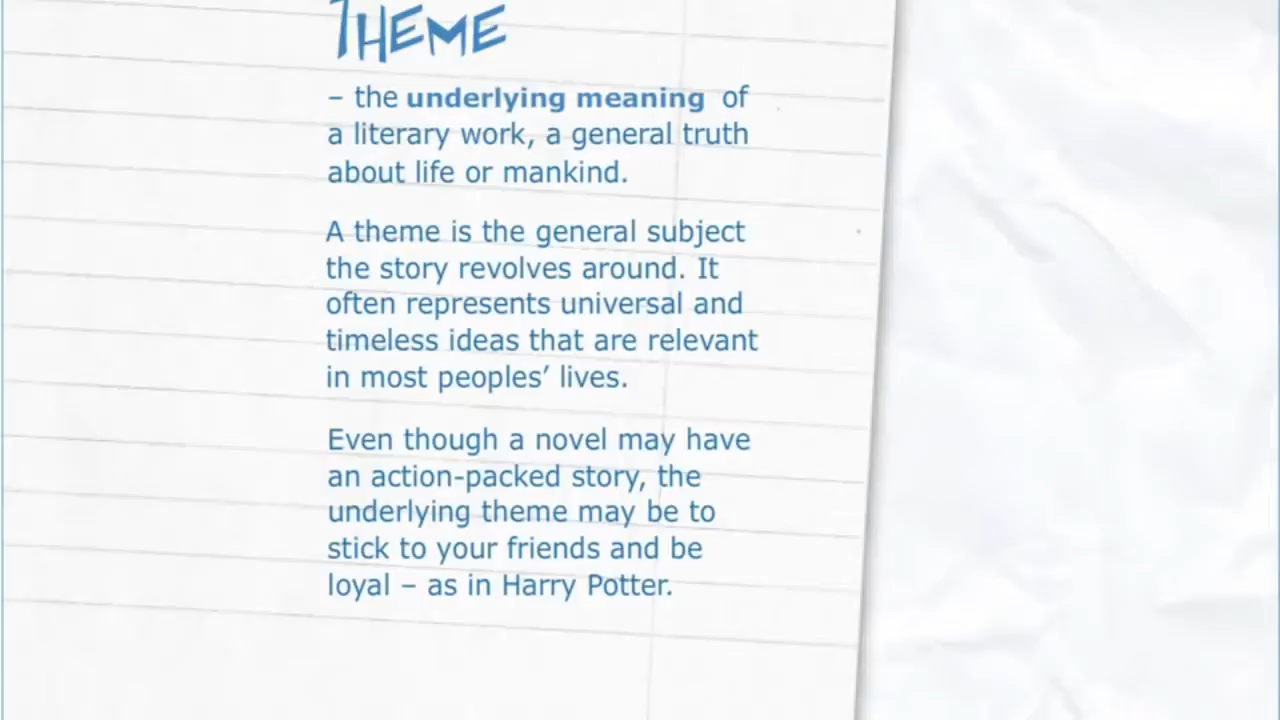 THEME
– the underlying meaning of
a literary work, a general truth
about life or mankind.
A theme is the general subject
the story revolves around. It
often represents universal and
timeless ideas that are relevant
in most peoples’ lives.
Even though a novel may have
an action-packed story, the
underlying theme may be to
stick to your friends and be
loyal – as in Harry Potter.